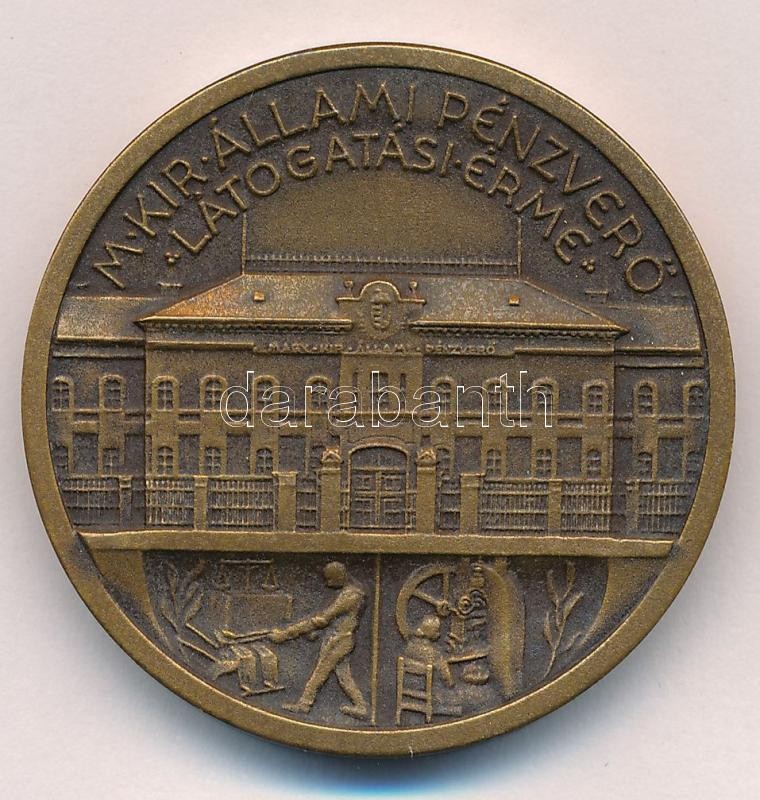 M·KIR·ÁLLAMI PÉNZVERŐ
·LÁTOGATÁSI·ÉRME·
MAGY·KIR·ÁLLAMI PÉNZVERŐ
darabanth